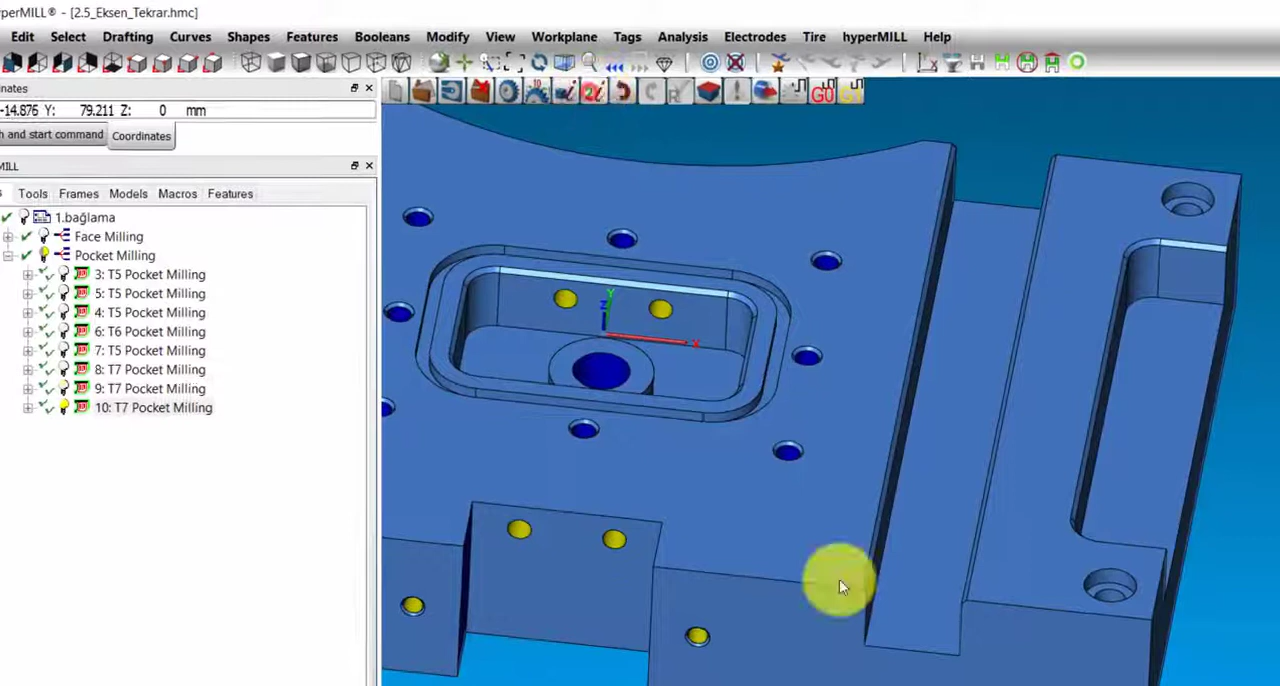 perMILL® - [2.5_Eksen_Tekrar.hmc]
Edit Select Drafting Curves Shapes Features Booleans Modify View Workplane Tags Analysis Electrodes Tire hyperMILL Help
nates
-14.876 Y: 79.211 Z: 0 mm
h and start command Coordinates
MILL
s Tools Frames Models Macros Features
1.bağlama
Face Milling
Pocket Milling
3: T5 Pocket Milling
5: T5 Pocket Milling
4: T5 Pocket Milling
6: T6 Pocket Milling
7: T5 Pocket Milling
8: T7 Pocket Milling
9: T7 Pocket Milling
10: T7 Pocket Milling
G0
Y
Z
X